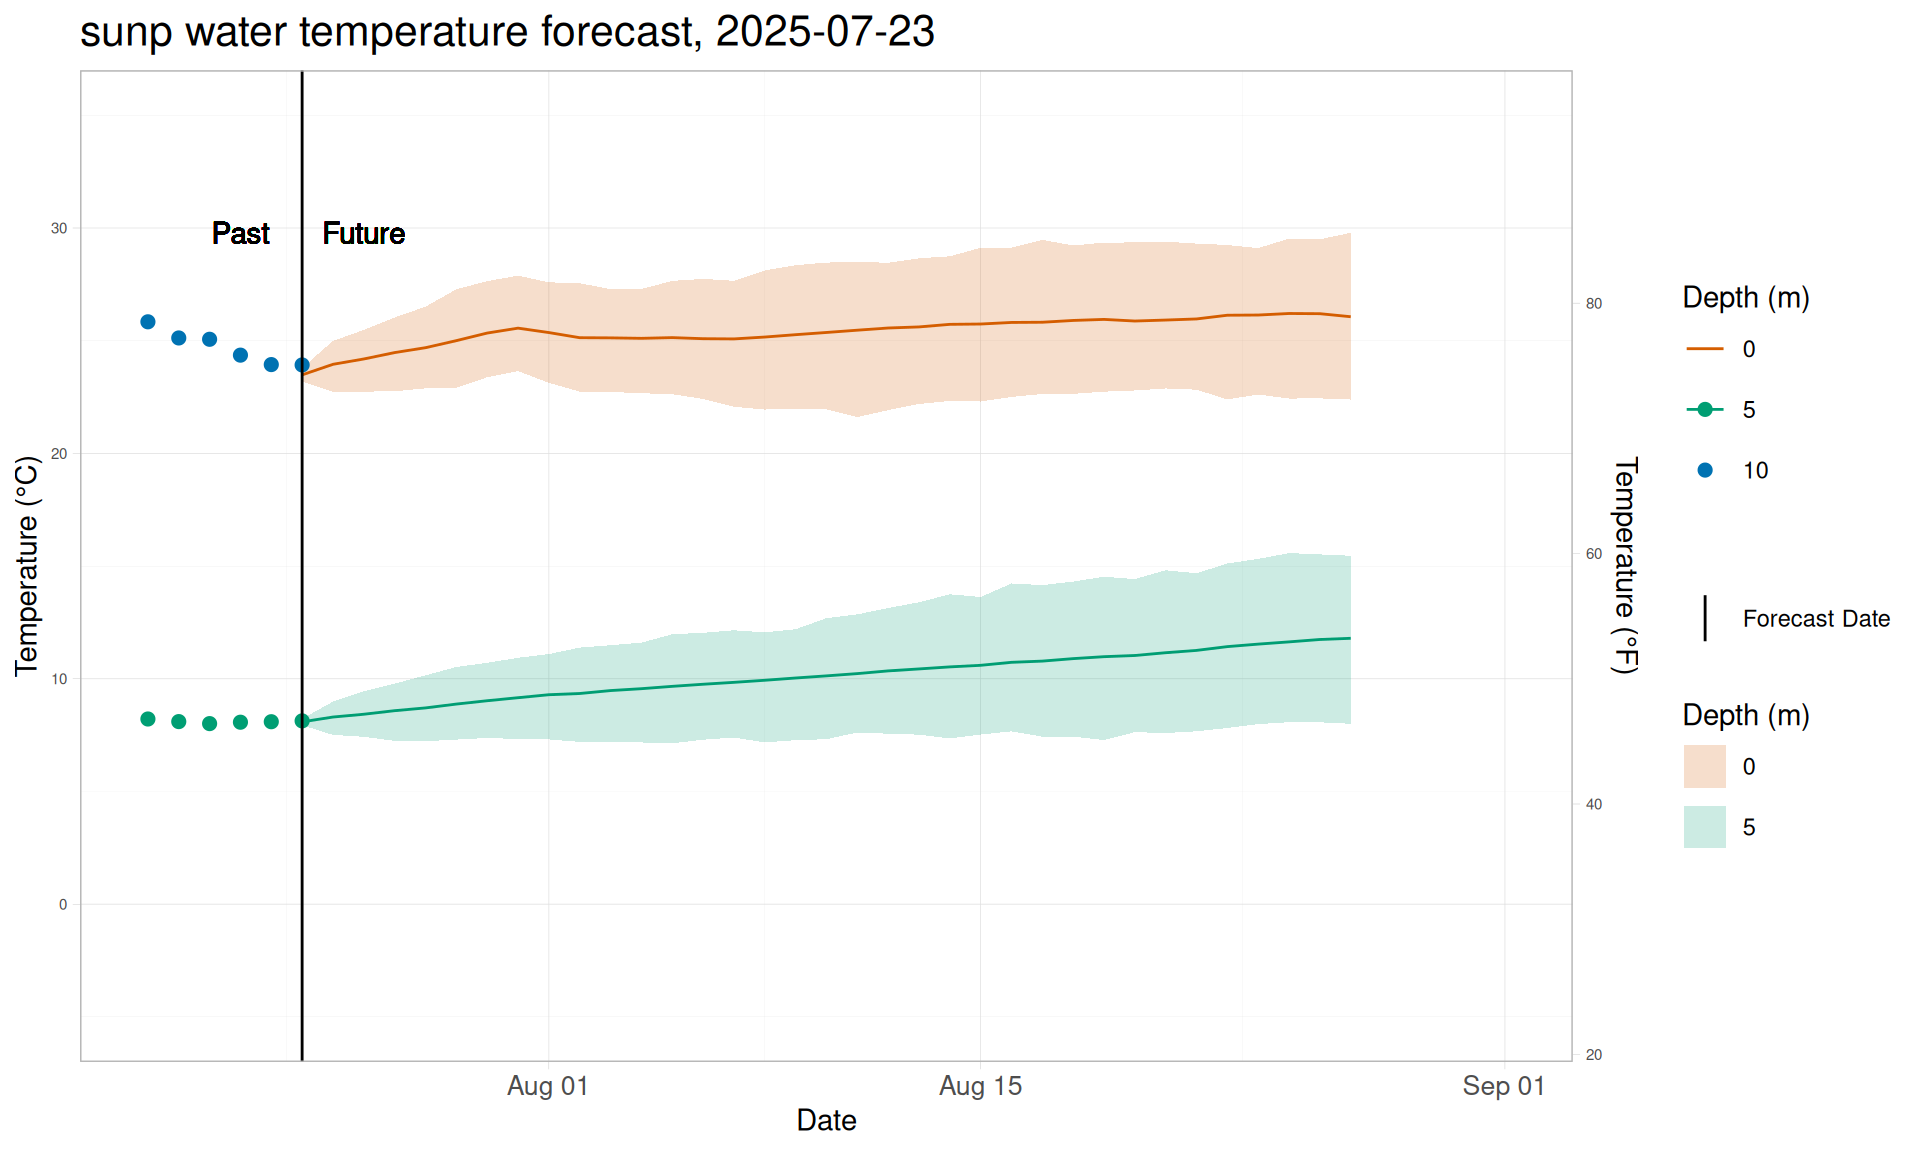 sunp water temperature forecast, 2025-07-23
Past
Future
30
20
10
0
Temperature (°C)
80
60
40
20
Temperature (°F)
Aug 01
Aug 15
Sep 01
Date
Depth (m)
0
5
10
Forecast Date
Depth (m)
0
5